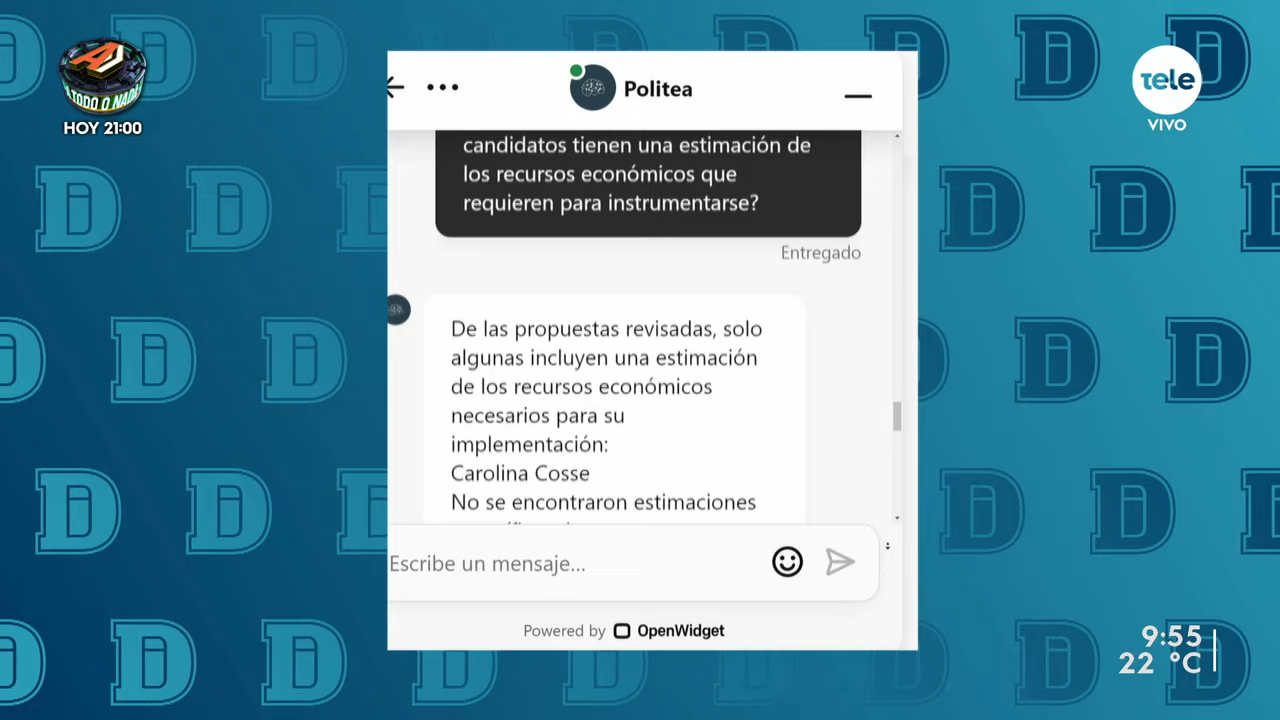 A TODO O NADA
HOY 21:00
tele
VIVO
Politea
candidatos tienen una estimación de
los recursos económicos que
requieren para instrumentarse?
Entregado
De las propuestas revisadas, solo
algunas incluyen una estimación
de los recursos económicos
necesarios para su
implementación:
Carolina Cosse
No se encontraron estimaciones
Escribe un mensaje...
Powered by OpenWidget
9:55
22 °C